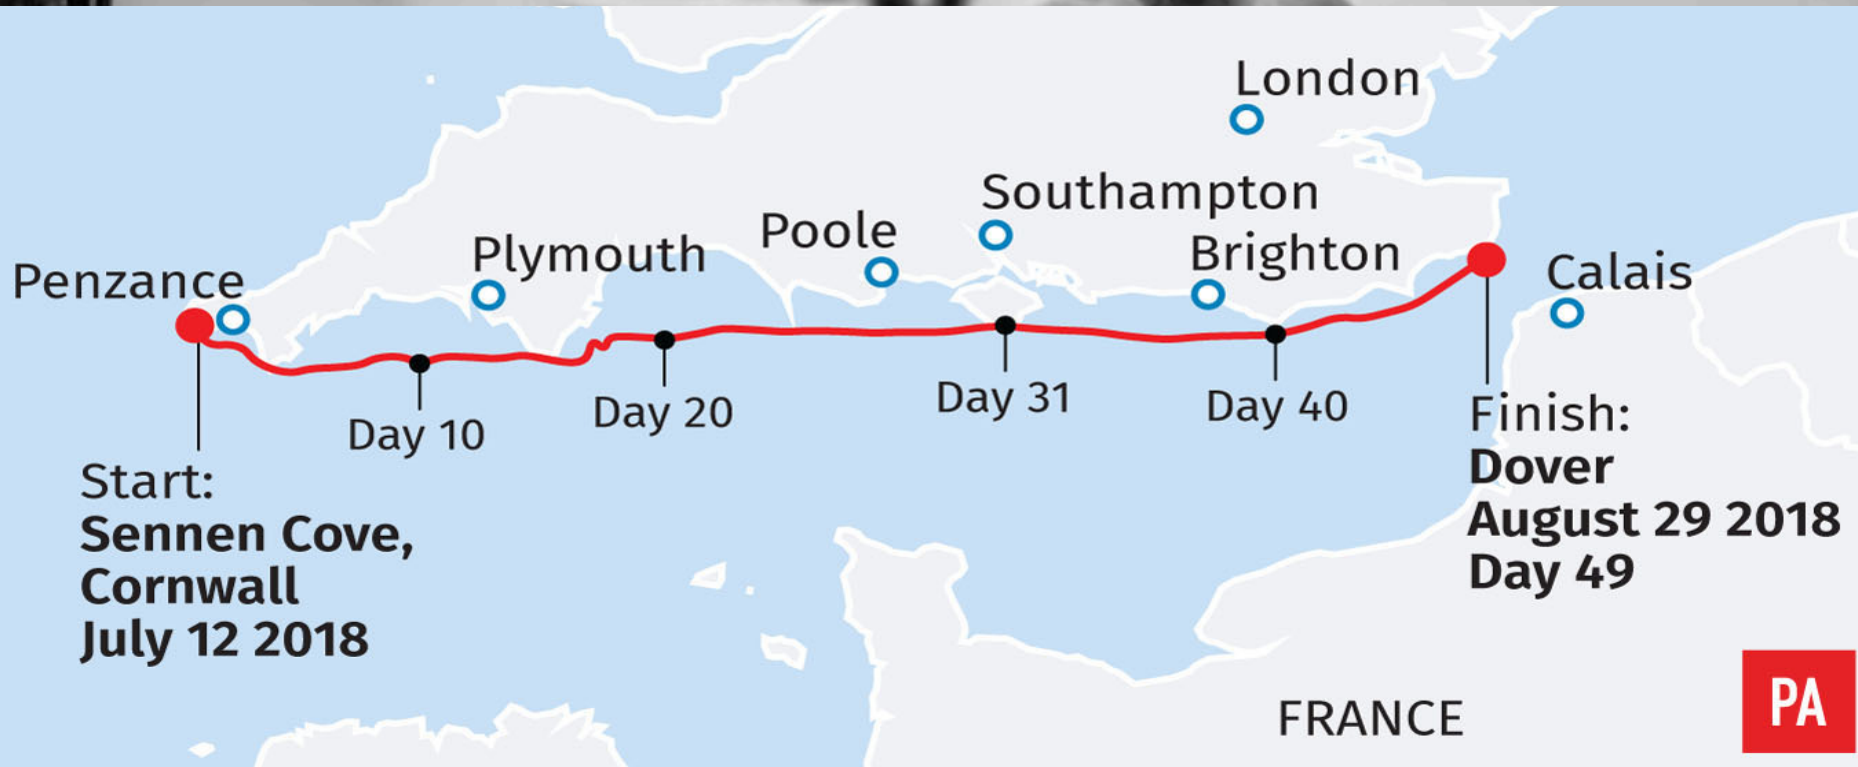 London
Southampton
Poole
Plymouth
Brighton
Penzance
Calais
Day 10
Day 20
Day 31
Day 40
Start:
Sennen Cove,
Cornwall
July 12 2018
Finish:
Dover
August 29 2018
Day 49
FRANCE
PA